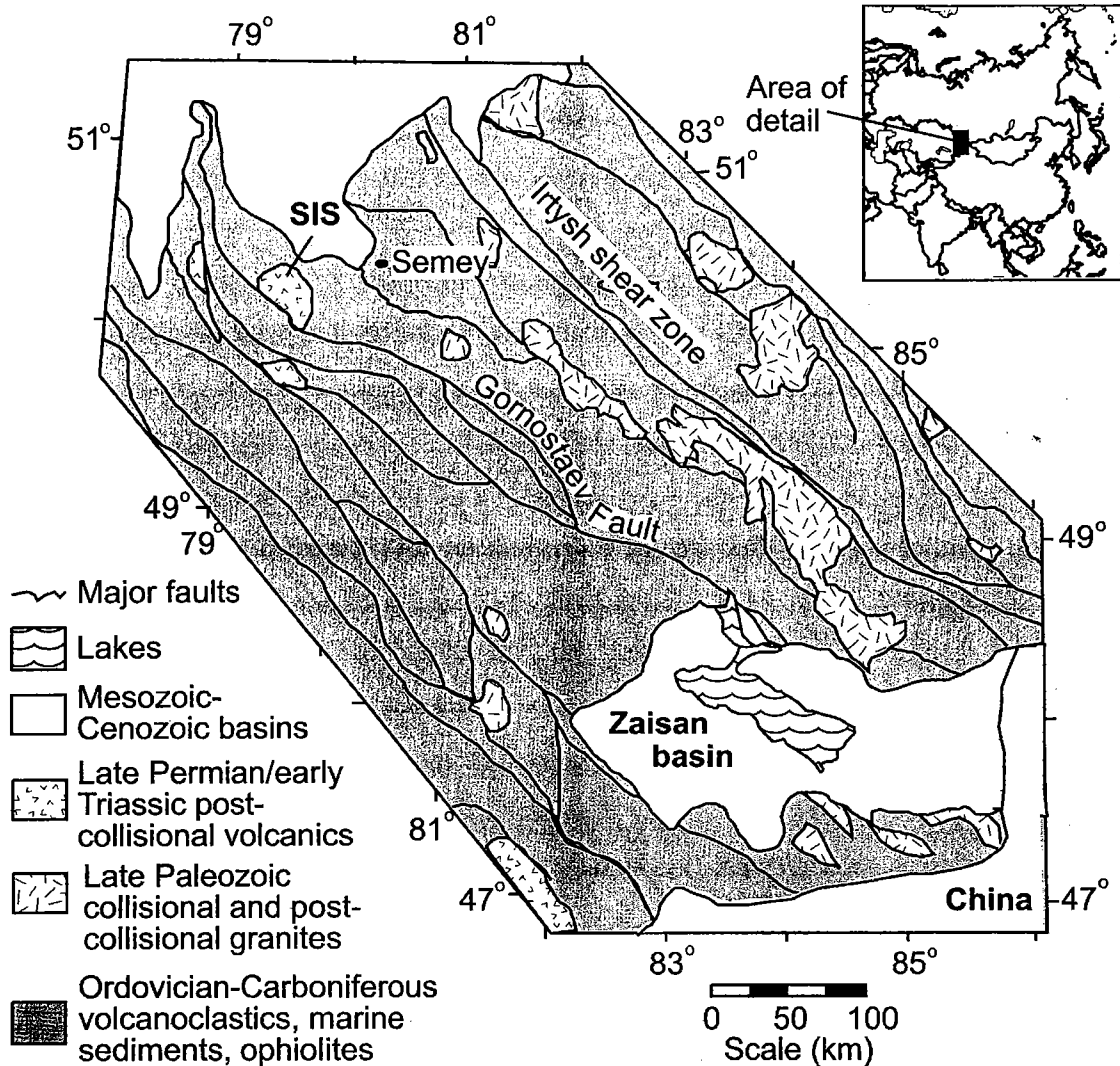 79°
81°
Area of
detail
51°
83°
51°
SIS
Semey
Irtysh shear zone
85°
Gornostaev Fault
49°
79°
49°
Major faults
Lakes
Mesozoic-
Cenozoic basins
Zaisan
basin
Late Permian/early
Triassic post-
collisional volcanics
81°
Late Paleozoic
collisional and post-
collisional granites
47°
China
47°
83°
85°
Ordovician-Carboniferous
volcanoclastics, marine
sediments, ophiolites
0 50 100
Scale (km)